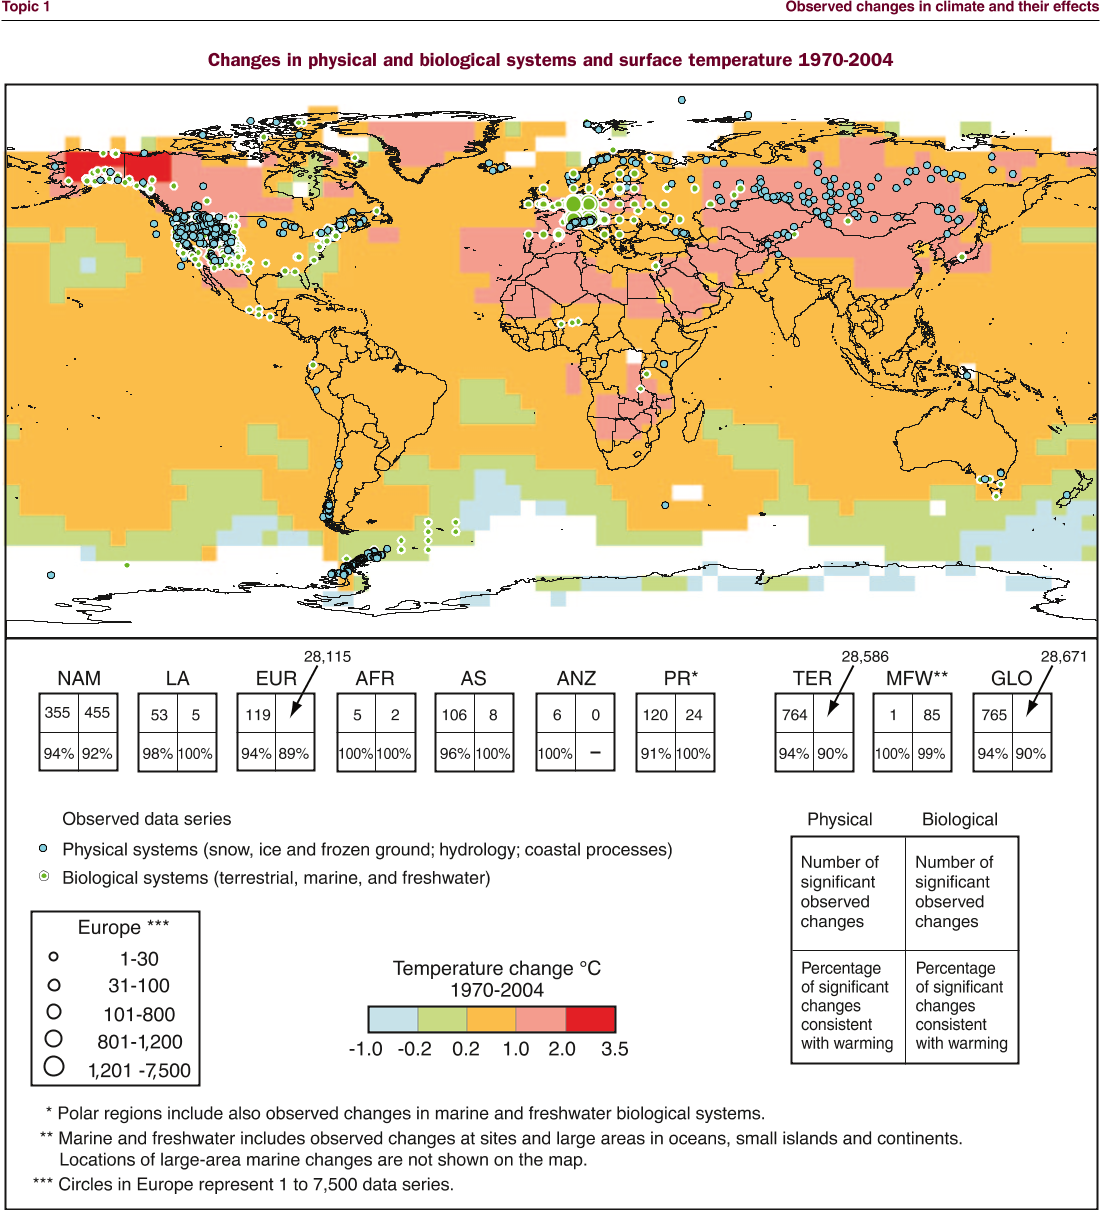 Topic 1 Observed changes in climate and their effects
Changes in physical and biological systems and surface temperature 1970-2004
28,115 28,586 28,671
NAM LA EUR AFR AS ANZ PR* TER MFW** GLO
355 455 53 5 119 5 2 106 8 6 0 120 24 764 1 85 765
94% 92% 98% 100% 94% 89% 100% 100% 96% 100% 100% – 91% 100% 94% 90% 100% 99% 94% 90%
Observed data series
Physical systems (snow, ice and frozen ground; hydrology; coastal processes)
Biological systems (terrestrial, marine, and freshwater)
Europe ***
1-30
31-100
101-800
801-1,200
1,201 -7,500
Temperature change °C
1970-2004
-1.0 -0.2 0.2 1.0 2.0 3.5
Physical Biological
Number of Number of
significant significant
observed observed
changes changes
Percentage Percentage
of significant of significant
changes changes
consistent consistent
with warming with warming
* Polar regions include also observed changes in marine and freshwater biological systems.
** Marine and freshwater includes observed changes at sites and large areas in oceans, small islands and continents.
Locations of large-area marine changes are not shown on the map.
*** Circles in Europe represent 1 to 7,500 data series.